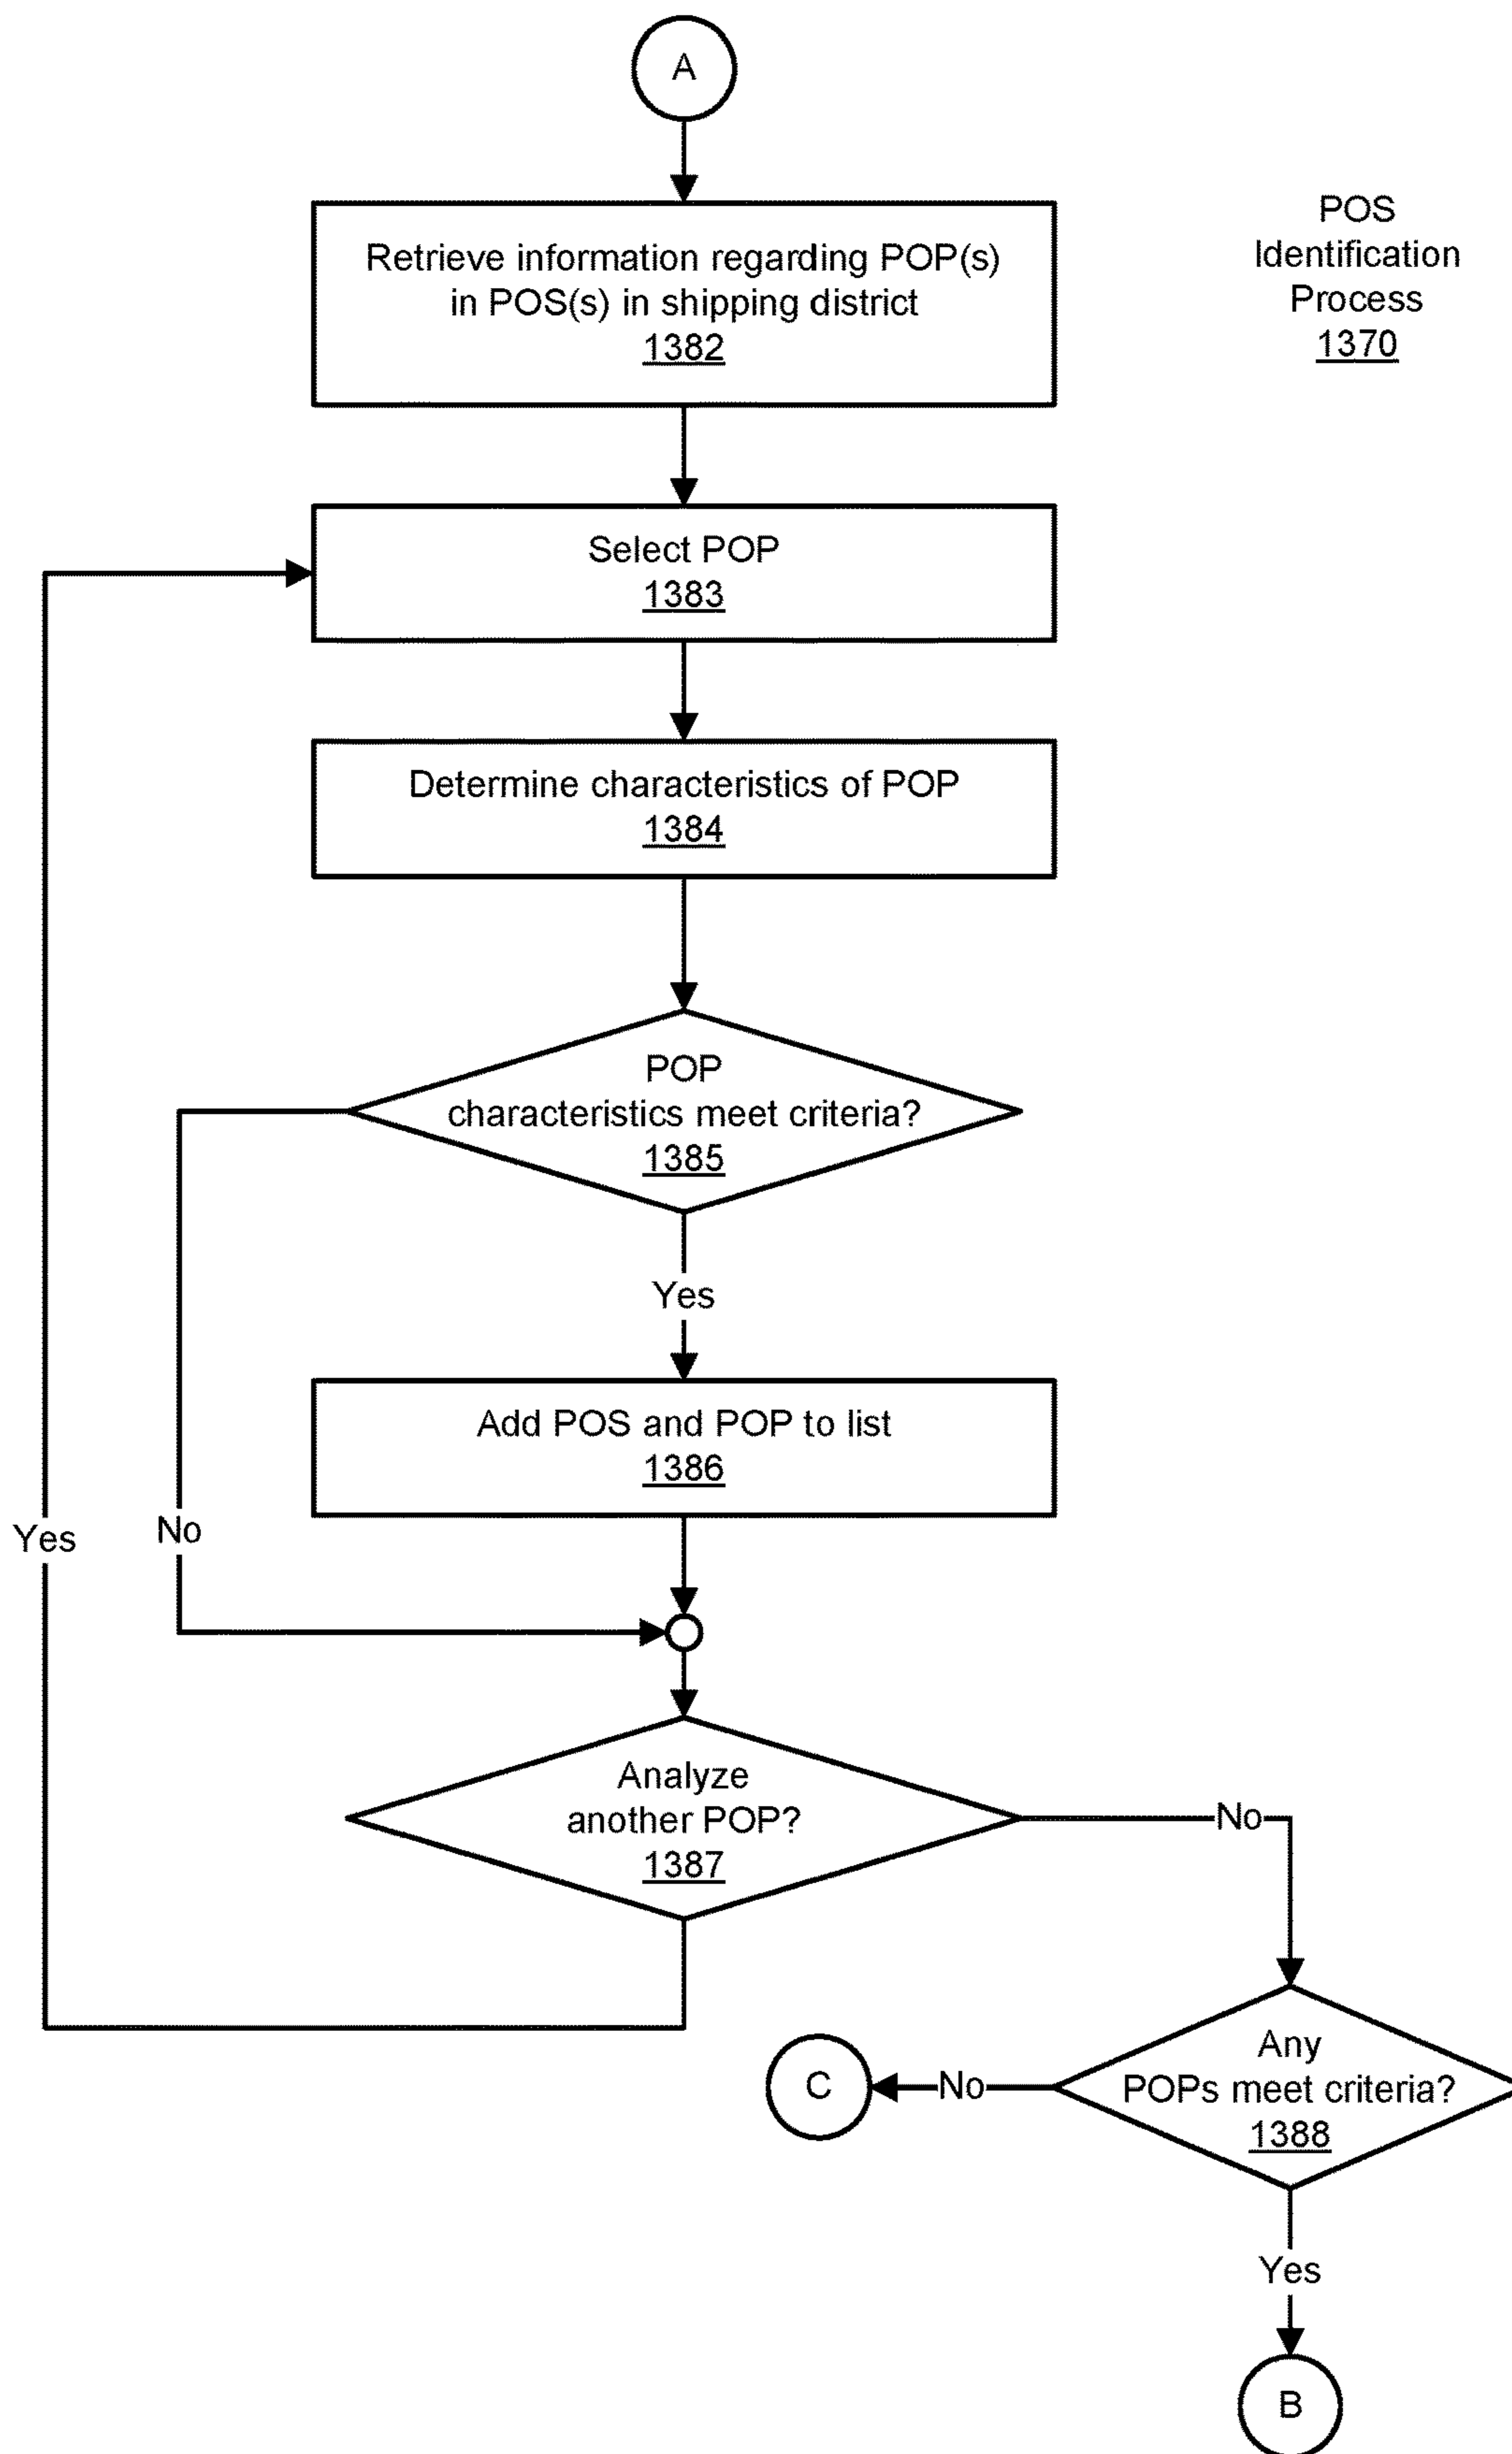 A
Retrieve information regarding POP(s)
in POS(s) in shipping district
1382
POS
Identification
Process
1370
Select POP
1383
Determine characteristics of POP
1384
POP
characteristics meet criteria?
1385
Yes
Add POS and POP to list
1386
Yes
No
Analyze
another POP?
1387
No
Any
POPs meet criteria?
1388
No
C
Yes
B